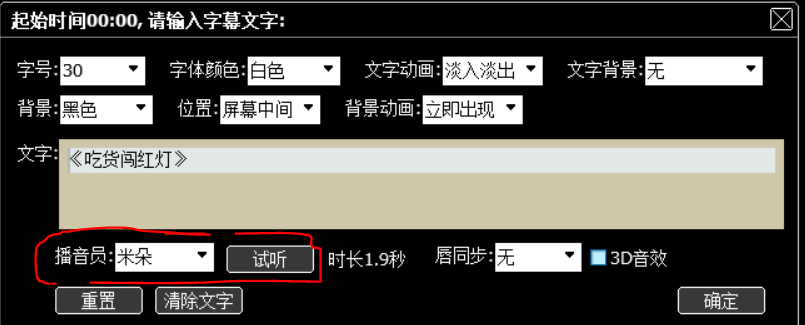 起始时间00:00, 请输入字幕文字:
字号: 30 字体颜色: 白色 文字动画: 淡入淡出 文字背景: 无
背景: 黑色 位置: 屏幕中间 背景动画: 立即出现
文字: 《吃货闯红灯》
播音员: 米朵 试听 时长1.9秒 唇同步: 无 3D音效
重置 清除文字 确定